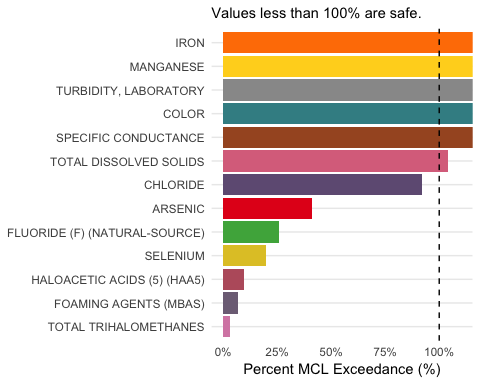 Values less than 100% are safe.
IRON
MANGANESE
TURBIDITY, LABORATORY
COLOR
SPECIFIC CONDUCTANCE
TOTAL DISSOLVED SOLIDS
CHLORIDE
ARSENIC
FLUORIDE (F) (NATURAL-SOURCE)
SELENIUM
HALOACETIC ACIDS (5) (HAA5)
FOAMING AGENTS (MBAS)
TOTAL TRIHALOMETHANES
0% 25% 50% 75% 100%
Percent MCL Exceedance (%)